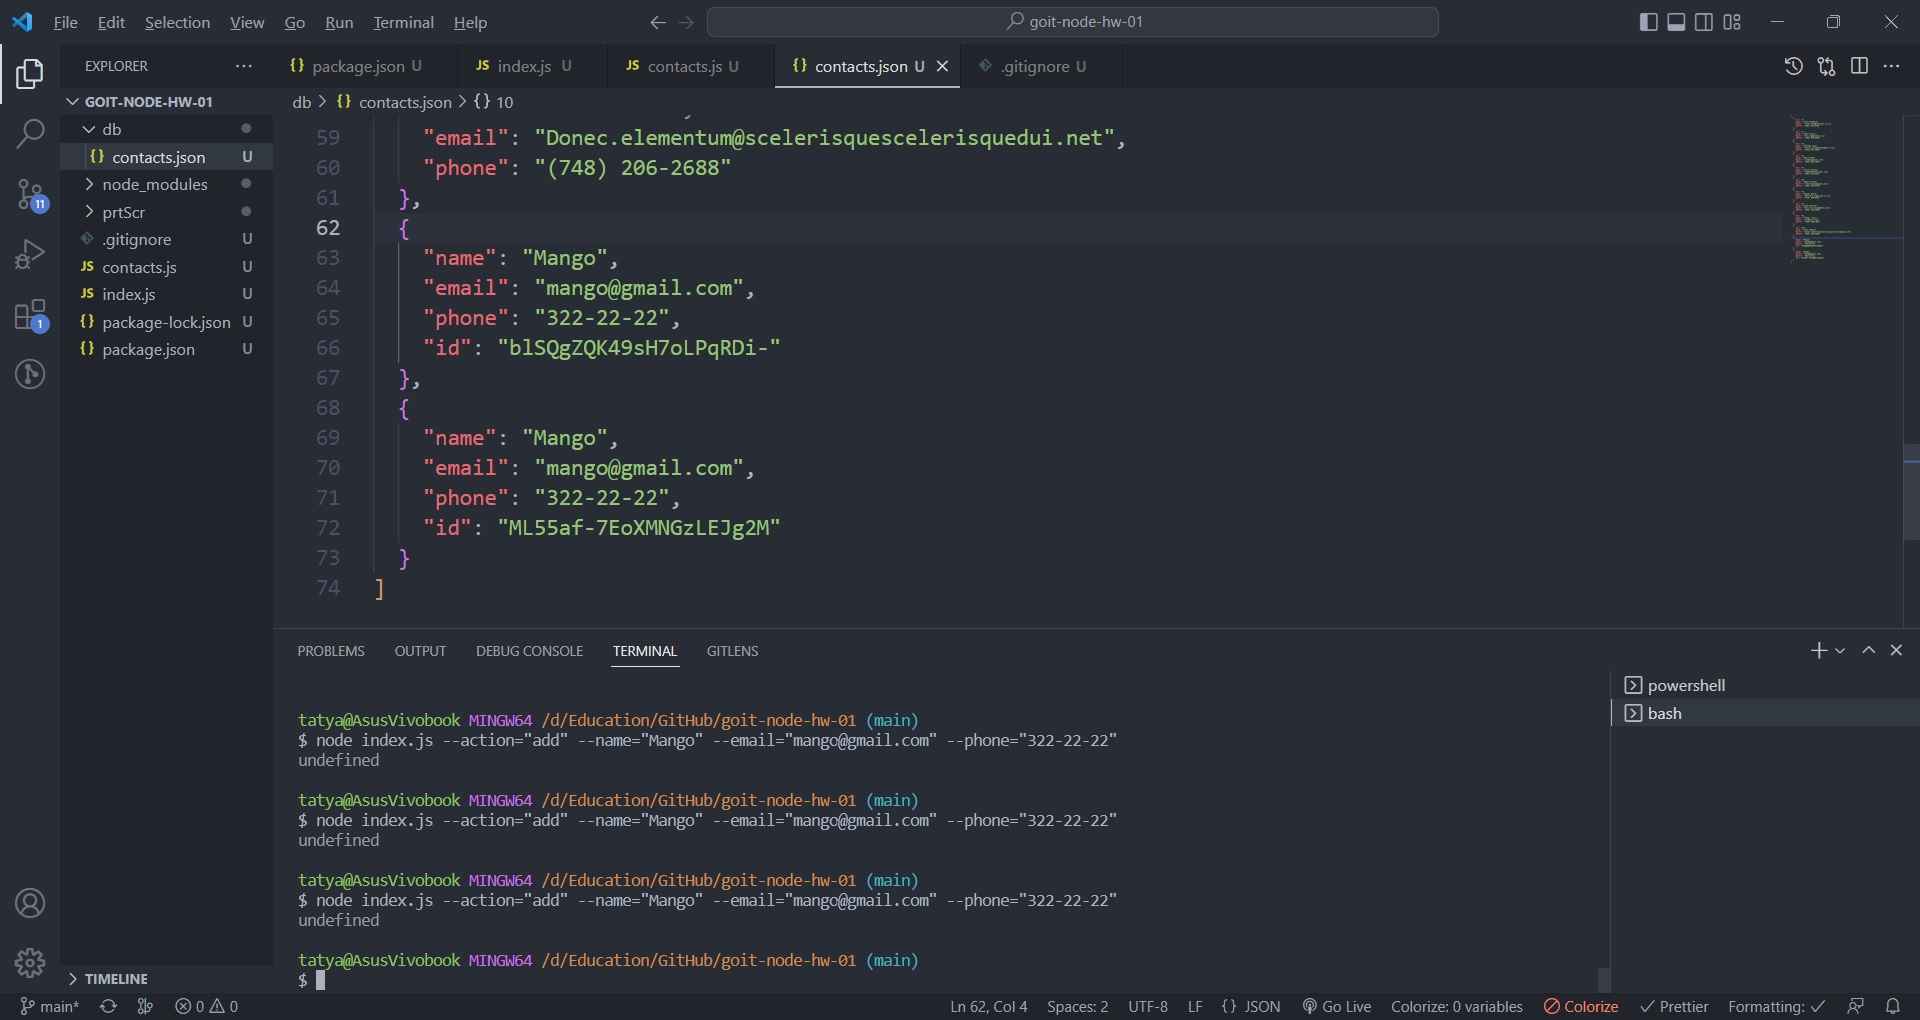 File Edit Selection View Go Run Terminal Help goit-node-hw-01
EXPLORER
GOIT-NODE-HW-01
db
{} contacts.json U
node_modules
prtScr
.gitignore U
JS contacts.js U
JS index.js U
{} package-lock.json U
{} package.json U
TIMELINE
11
1
{} package.json U JS index.js U JS contacts.js U {} contacts.json U .gitignore U
db > {} contacts.json > {} 10
59 "email": "Donec.elementum@scelerisquescelerisquedui.net",
60 "phone": "(748) 206-2688"
61 },
62 {
63 "name": "Mango",
64 "email": "mango@gmail.com",
65 "phone": "322-22-22",
66 "id": "blSQgZQK49sH7oLPqRDi-"
67 },
68 {
69 "name": "Mango",
70 "email": "mango@gmail.com",
71 "phone": "322-22-22",
72 "id": "ML55af-7EoXMNGzLEJg2M"
73 }
74 ]
PROBLEMS OUTPUT DEBUG CONSOLE TERMINAL GITLENS
tatya@AsusVivobook MINGW64 /d/Education/GitHub/goit-node-hw-01 (main)
$ node index.js --action="add" --name="Mango" --email="mango@gmail.com" --phone="322-22-22"
undefined
tatya@AsusVivobook MINGW64 /d/Education/GitHub/goit-node-hw-01 (main)
$ node index.js --action="add" --name="Mango" --email="mango@gmail.com" --phone="322-22-22"
undefined
tatya@AsusVivobook MINGW64 /d/Education/GitHub/goit-node-hw-01 (main)
$ node index.js --action="add" --name="Mango" --email="mango@gmail.com" --phone="322-22-22"
undefined
tatya@AsusVivobook MINGW64 /d/Education/GitHub/goit-node-hw-01 (main)
$
powershell
bash
main* 0 0 Ln 62, Col 4 Spaces: 2 UTF-8 LF {} JSON Go Live Colorize: 0 variables Colorize Prettier Formatting: